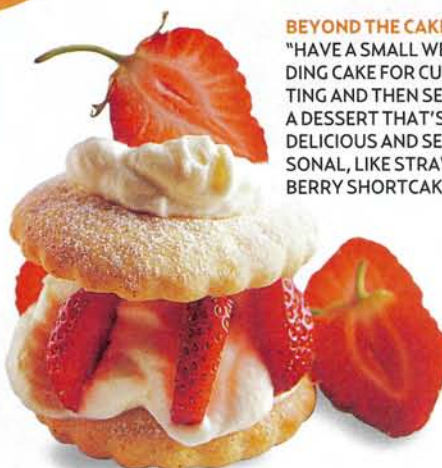 BEYOND THE CAKE
"HAVE A SMALL WE
DING CAKE FOR CU
TING AND THEN SE
A DESSERT THAT'S
DELICIOUS AND SE
SONAL, LIKE STRAW
BERRY SHORTCAK